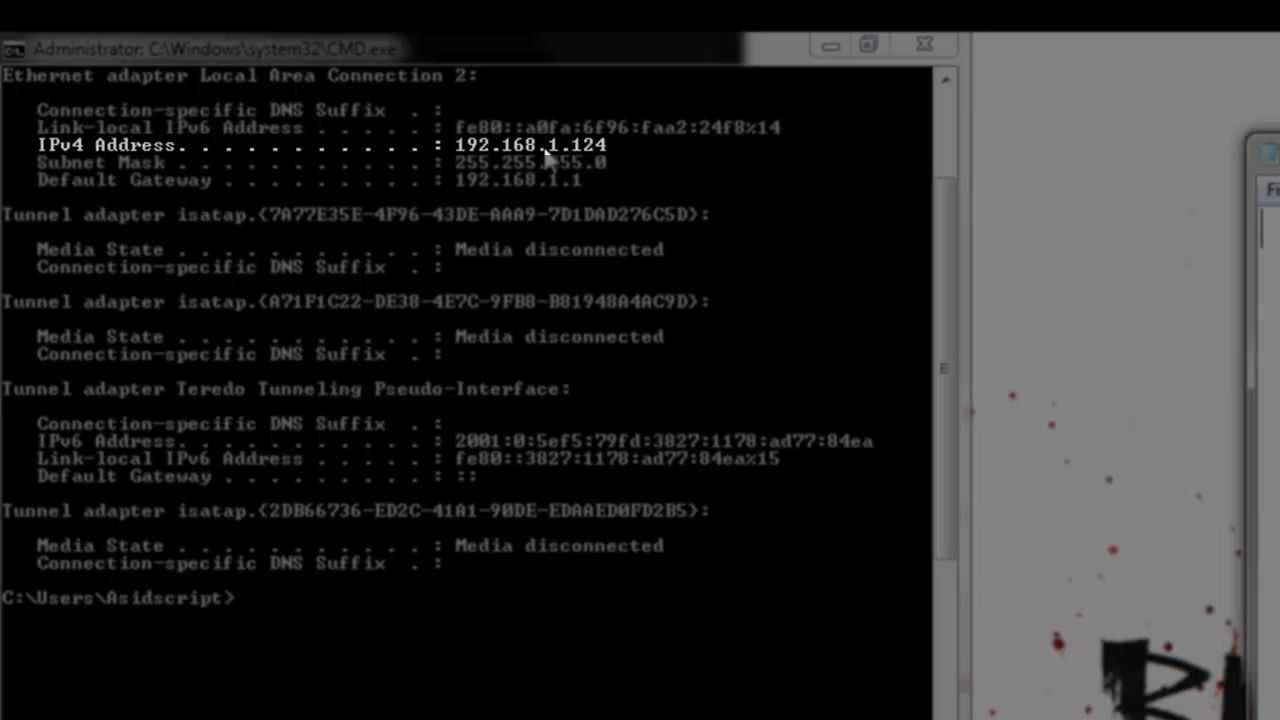 Administrator: C:\Windows\system32\CMD.exe
Ethernet adapter Local Area Connection 2:
Connection-specific DNS Suffix . :
Link-local IPv6 Address . . . . . : fe80::a0fa:6f96:faa2:24f8%14
IPv4 Address. . . . . . . . . . . : 192.168.1.124
Subnet Mask . . . . . . . . . . . : 255.255.255.0
Default Gateway . . . . . . . . . : 192.168.1.1
Tunnel adapter isatap.{7A77E35E-4F96-43DE-AAA9-7D1DAD276C5D}:
Media State . . . . . . . . . . . : Media disconnected
Connection-specific DNS Suffix . :
Tunnel adapter isatap.{A71F1C22-DE38-4E7C-9FB8-B81948A4AC9D}:
Media State . . . . . . . . . . . : Media disconnected
Connection-specific DNS Suffix . :
Tunnel adapter Teredo Tunneling Pseudo-Interface:
Connection-specific DNS Suffix . :
IPv6 Address. . . . . . . . . . . : 2001:0:5ef5:79fd:3827:1178:ad77:84ea
Link-local IPv6 Address . . . . . : fe80::3827:1178:ad77:84ea%15
Default Gateway . . . . . . . . . : ::
Tunnel adapter isatap.{2DB66736-ED2C-41A1-90DE-EDAAED0FD2B5}:
Media State . . . . . . . . . . . : Media disconnected
Connection-specific DNS Suffix . :
C:\Users\Asidscript>